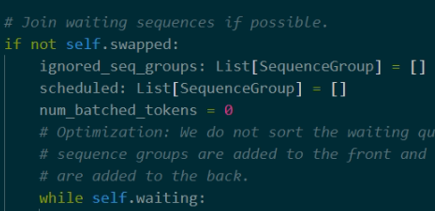 # Join waiting sequences if possible.
if not self.swapped:
ignored_seq_groups: List[SequenceGroup] = []
scheduled: List[SequenceGroup] = []
num_batched_tokens = 0
# Optimization: We do not sort the waiting qu
# sequence groups are added to the front and
# are added to the back.
while self.waiting: